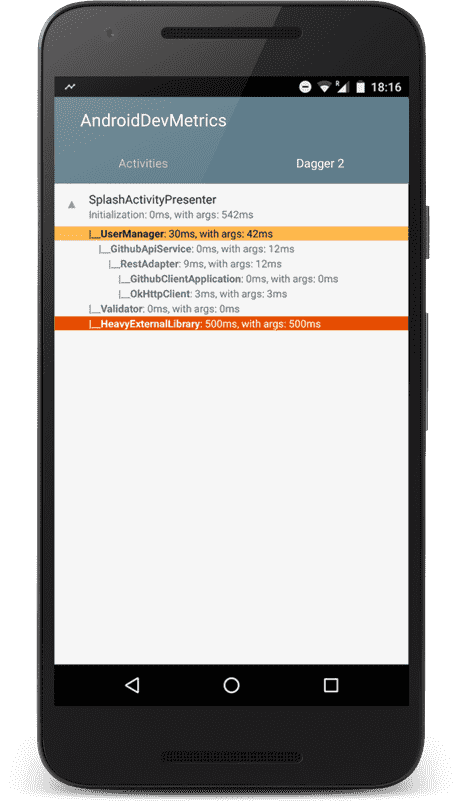 R
18:16
AndroidDevMetrics
Activities
Dagger 2
SplashActivityPresenter
Initialization: 0ms, with args: 542ms
|__UserManager: 30ms, with args: 42ms
|__GithubApiService: 0ms, with args: 12ms
|__RestAdapter: 9ms, with args: 12ms
|__GithubClientApplication: 0ms, with args: 0ms
|__OkHttpClient: 3ms, with args: 3ms
|__Validator: 0ms, with args: 0ms
|__HeavyExternalLibrary: 500ms, with args: 500ms